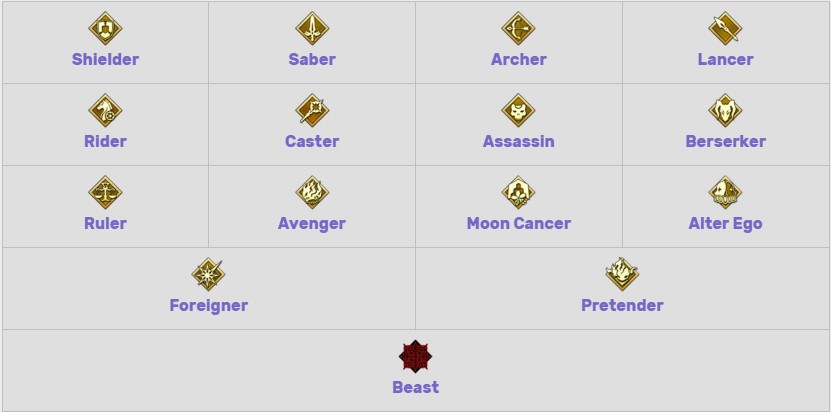 Shielder Saber Archer Lancer
Rider Caster Assassin Berserker
Ruler Avenger Moon Cancer Alter Ego
Foreigner Pretender
Beast